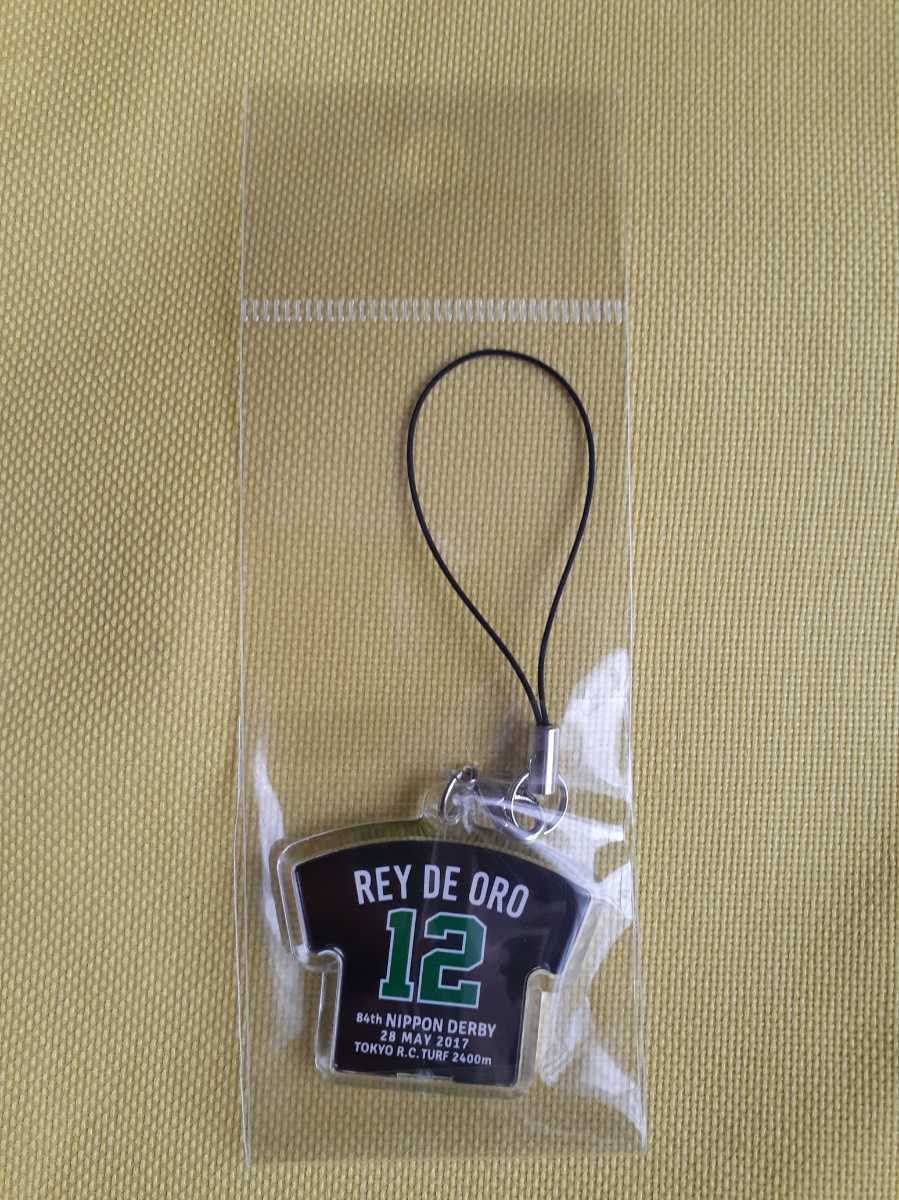 REY DE ORO
12
84th NIPPON DERBY
28 MAY 2017
TOKYO R.C. TURF 2400m